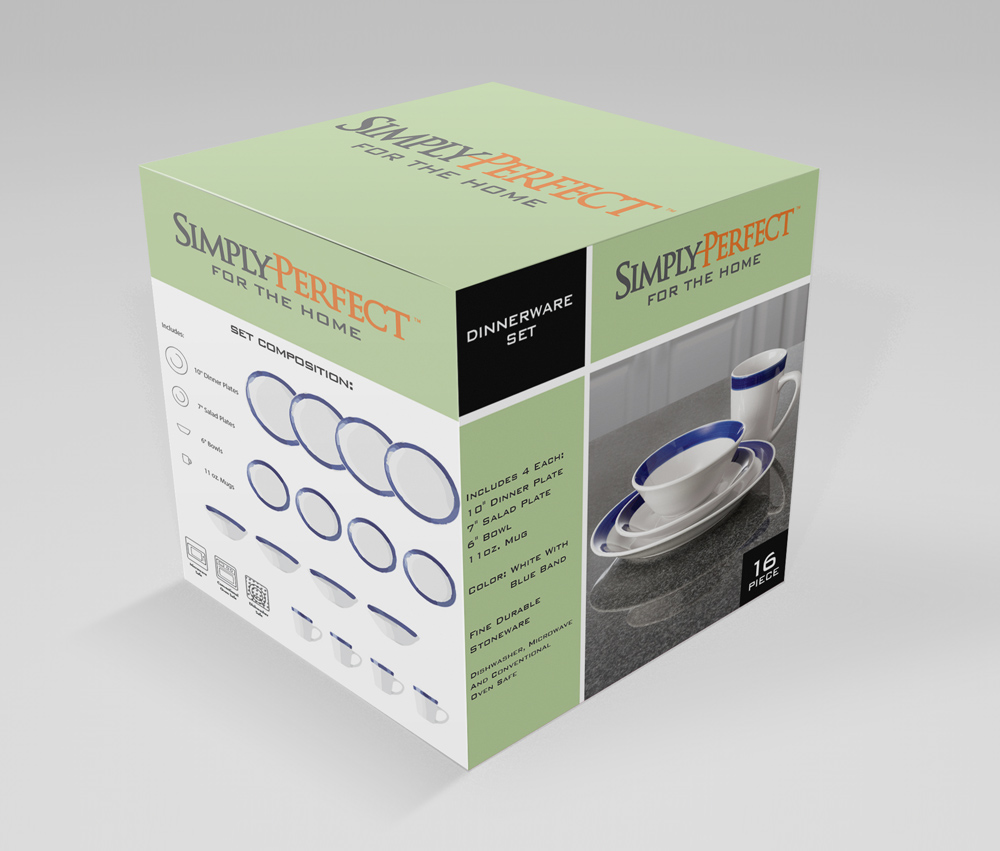 SIMPLY-PERFECT™
FOR THE HOME
SIMPLY-PERFECT™
FOR THE HOME
Includes:
10" Dinner Plates
7" Salad Plates
6" Bowls
11 oz. Mugs
SET COMPOSITION:
DINNERWARE
SET
INCLUDES 4 EACH:
10" DINNER PLATE
7" SALAD PLATE
6" BOWL
11OZ. MUG
COLOR: WHITE WITH
BLUE BAND
FINE DURABLE
STONEWARE
DISHWASHER, MICROWAVE
AND CONVENTIONAL
OVEN SAFE
SIMPLY-PERFECT™
FOR THE HOME
16
PIECE